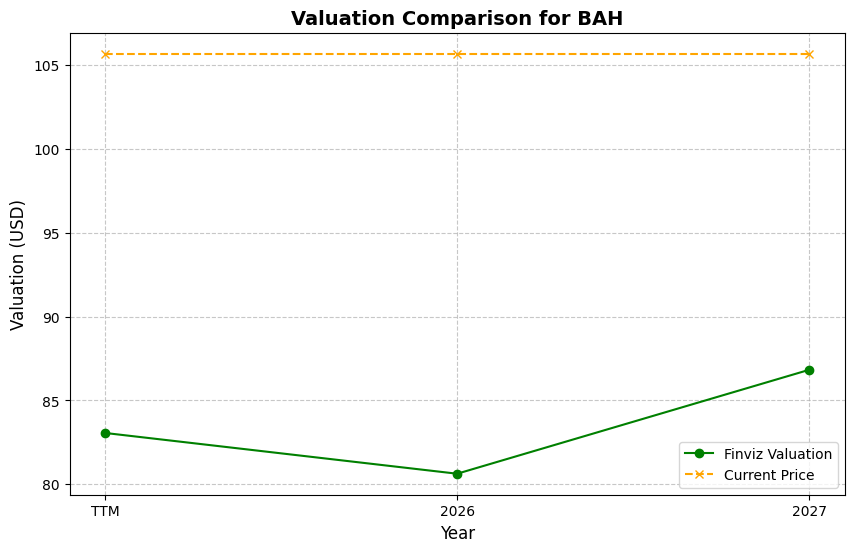 Valuation Comparison for BAH
Valuation (USD)
105
100
95
90
85
80
TTM
2026
2027
Year
Finviz Valuation
Current Price